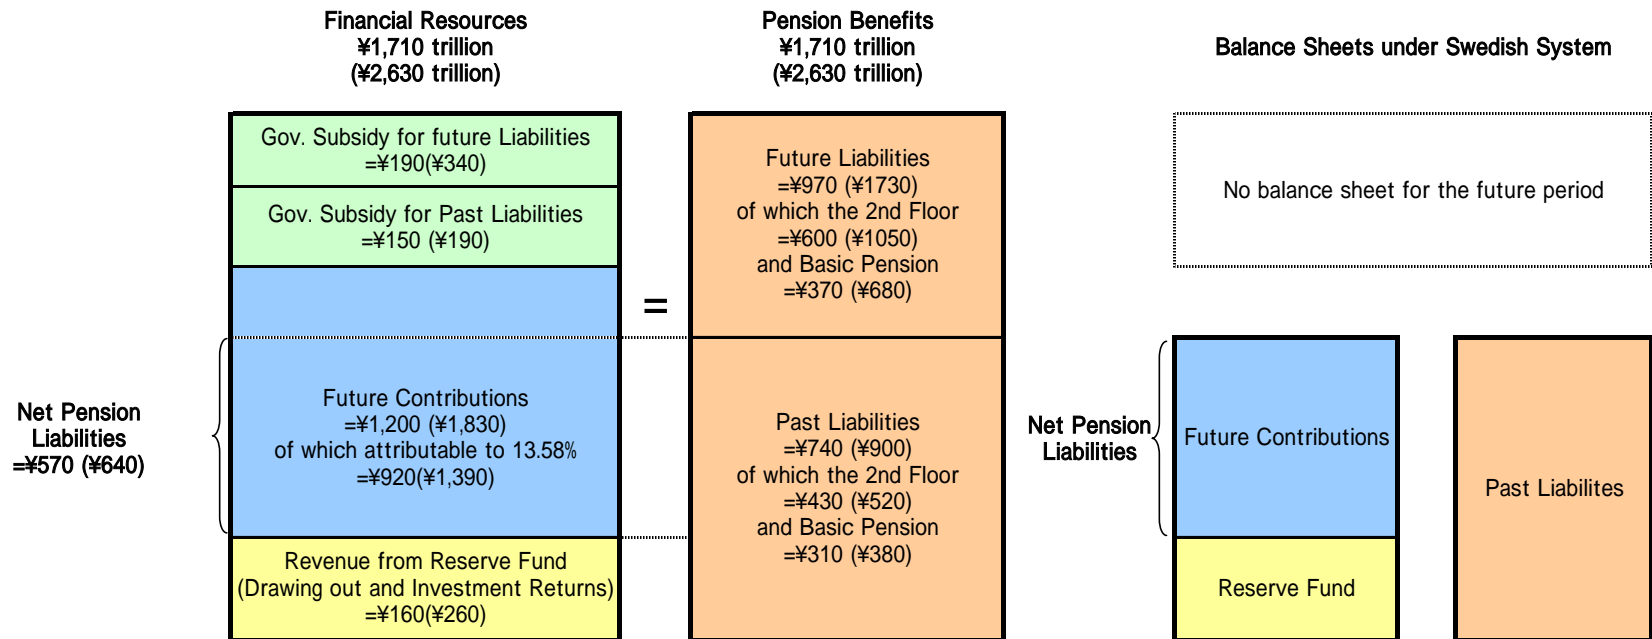 Financial Resources
¥1,710 trillion
(¥2,630 trillion)
Pension Benefits
¥1,710 trillion
(¥2,630 trillion)
Balance Sheets under Swedish System
Gov. Subsidy for future Liabilities
=¥190(¥340)
Gov. Subsidy for Past Liabilities
=¥150 (¥190)
Future Contributions
=¥1,200 (¥1,830)
of which attributable to 13.58%
=¥920(¥1,390)
Revenue from Reserve Fund
(Drawing out and Investment Returns)
=¥160(¥260)
Net Pension
Liabilities
=¥570 (¥640)
=
Future Liabilities
=¥970 (¥1730)
of which the 2nd Floor
=¥600 (¥1050)
and Basic Pension
=¥370 (¥680)
Past Liabilities
=¥740 (¥900)
of which the 2nd Floor
=¥430 (¥520)
and Basic Pension
=¥310 (¥380)
No balance sheet for the future period
Net Pension
Liabilities
Future Contributions
Reserve Fund
Past Liabilites